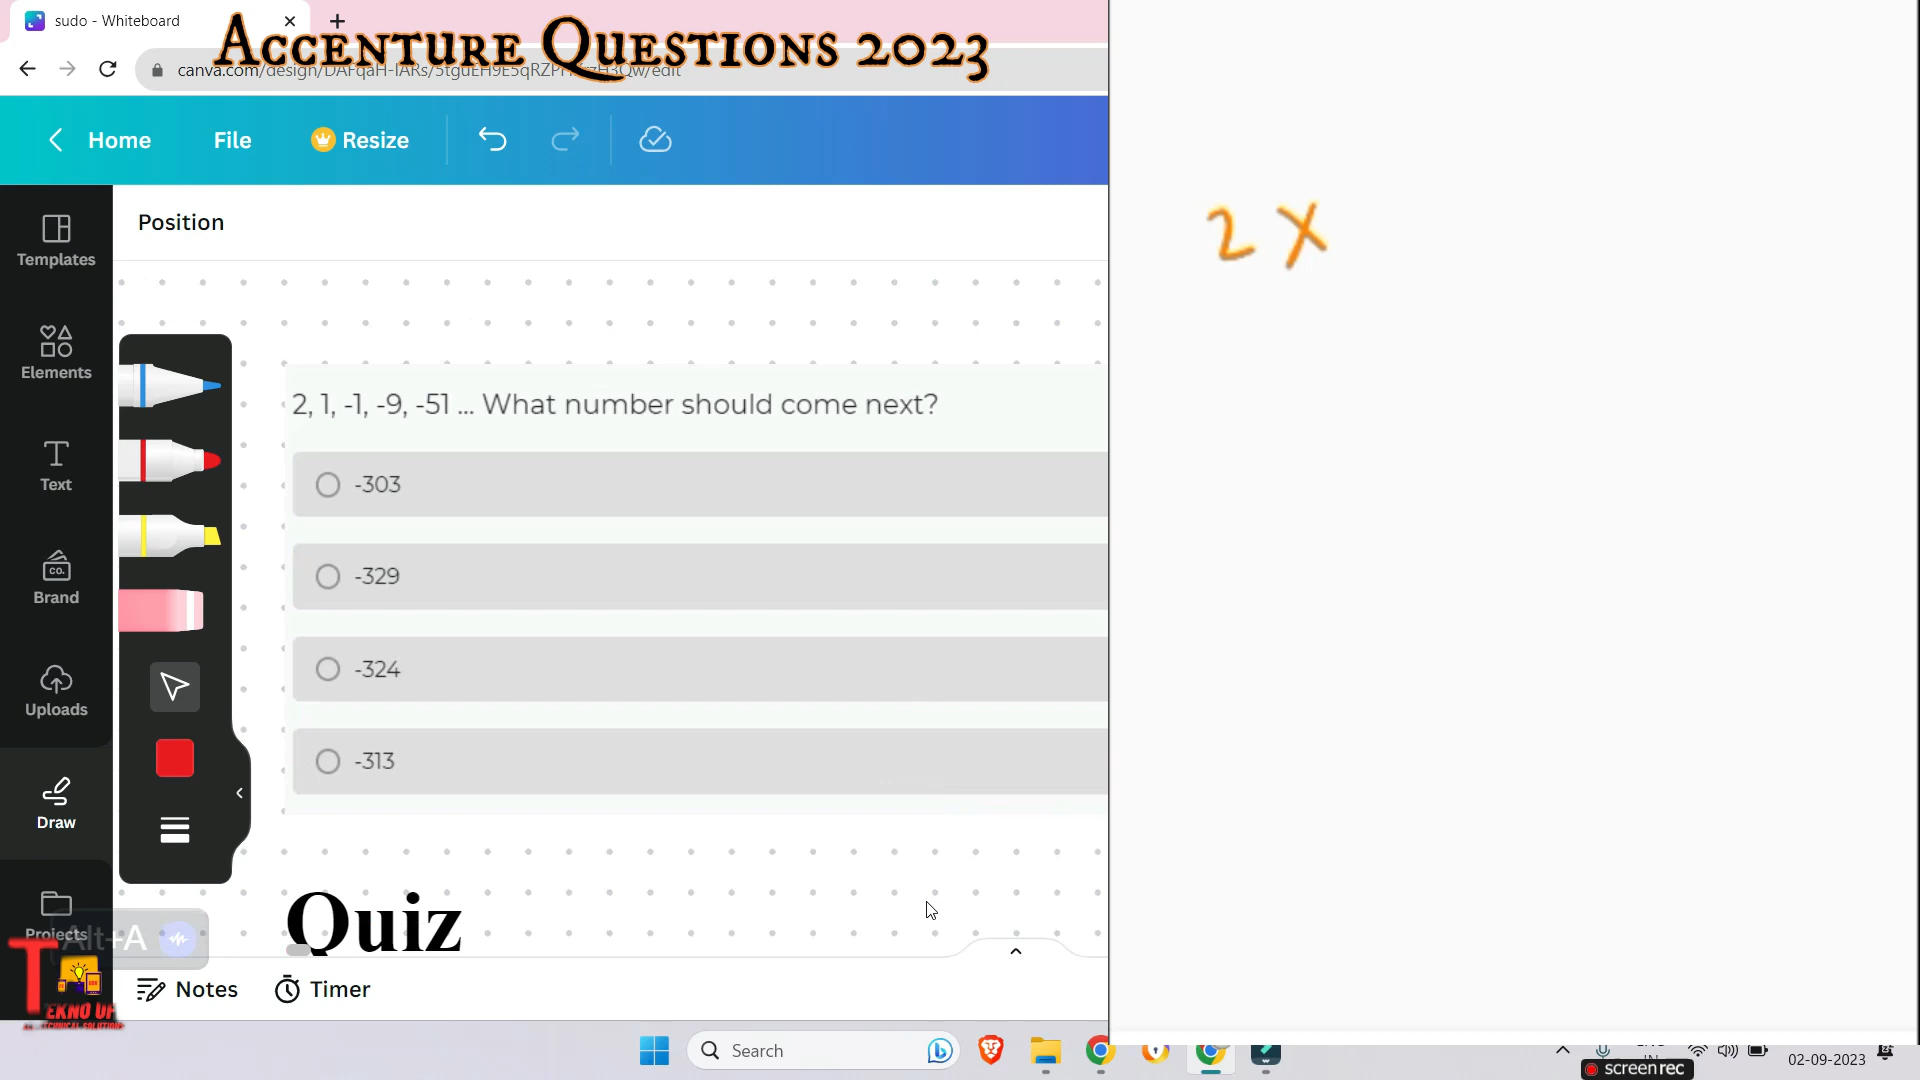 sudo - Whiteboard
Accenture Questions 2023
Home File Resize
Position
Templates
Elements
Text
CO.
Brand
Uploads
Draw
Projects
2 X
2, 1, -1, -9, -51 ... What number should come next?
-303
-329
-324
-313
Quiz
Alt+A
Notes Timer
Search
02-09-2023
screenrec